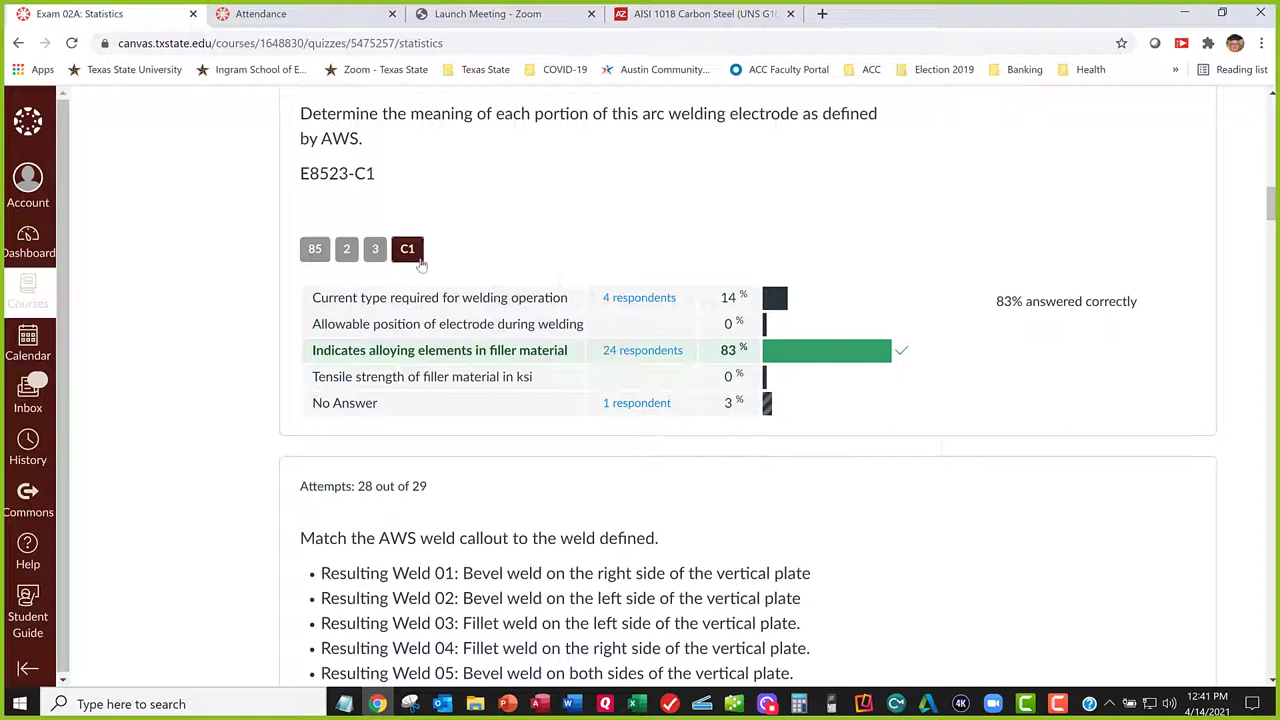 Exam 02A: Statistics
Attendance
Launch Meeting - Zoom
AISI 1018 Carbon Steel (UNS G10
canvas.txstate.edu/courses/1648830/quizzes/5475257/statistics
Apps
Texas State University
Ingram School of E...
Zoom - Texas State
Texas State
COVID-19
Austin Community...
ACC Faculty Portal
ACC
Election 2019
Banking
Health
»
Reading list
Account
Dashboard
Courses
Calendar
Inbox
History
Commons
Help
Student
Guide
Determine the meaning of each portion of this arc welding electrode as defined
by AWS.
E8523-C1
85 2 3 C1
Current type required for welding operation 4 respondents 14 %
Allowable position of electrode during welding 0 %
Indicates alloying elements in filler material 24 respondents 83 %
Tensile strength of filler material in ksi 0 %
No Answer 1 respondent 3 %
83% answered correctly
Attempts: 28 out of 29
Match the AWS weld callout to the weld defined.
• Resulting Weld 01: Bevel weld on the right side of the vertical plate
• Resulting Weld 02: Bevel weld on the left side of the vertical plate
• Resulting Weld 03: Fillet weld on the left side of the vertical plate.
• Resulting Weld 04: Fillet weld on the right side of the vertical plate.
• Resulting Weld 05: Bevel weld on both sides of the vertical plate.
Type here to search
12:41 PM
4/14/2021